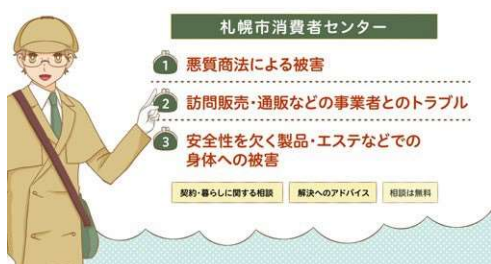 札幌市消費者センター
1 悪質商法による被害
2 訪問販売・通販などの事業者とのトラブル
3 安全性を欠く製品・エステなどでの
身体への被害
契約・暮らしに関する相談 解決へのアドバイス 相談は無料